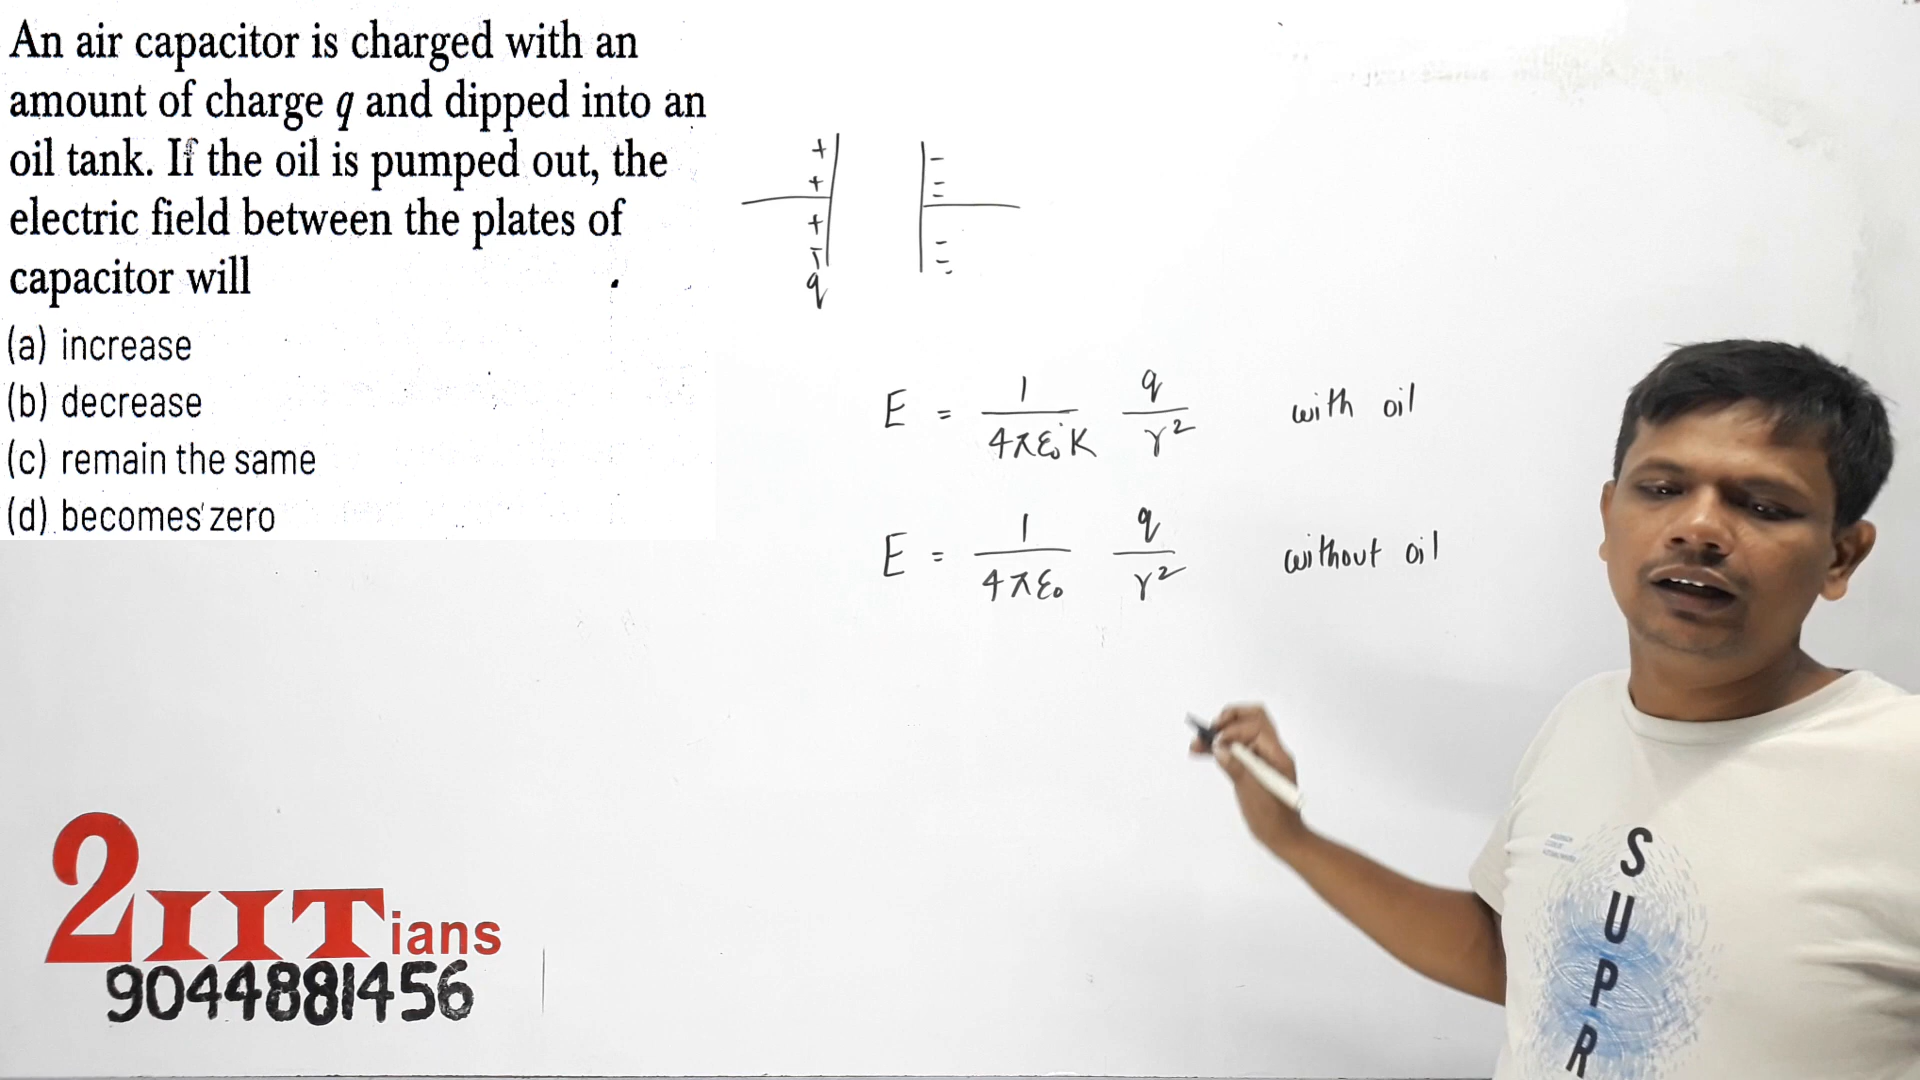 An air capacitor is charged with an
amount of charge q and dipped into an
oil tank. If the oil is pumped out, the
electric field between the plates of
capacitor will
(a) increase
(b) decrease
(c) remain the same
(d) becomes zero
+ -
+ =
+ -
+ =
q
E = 1/4πε₀K q/r² with oil
E = 1/4πε₀ q/r² without oil
2IITians
9044881456
SUPR